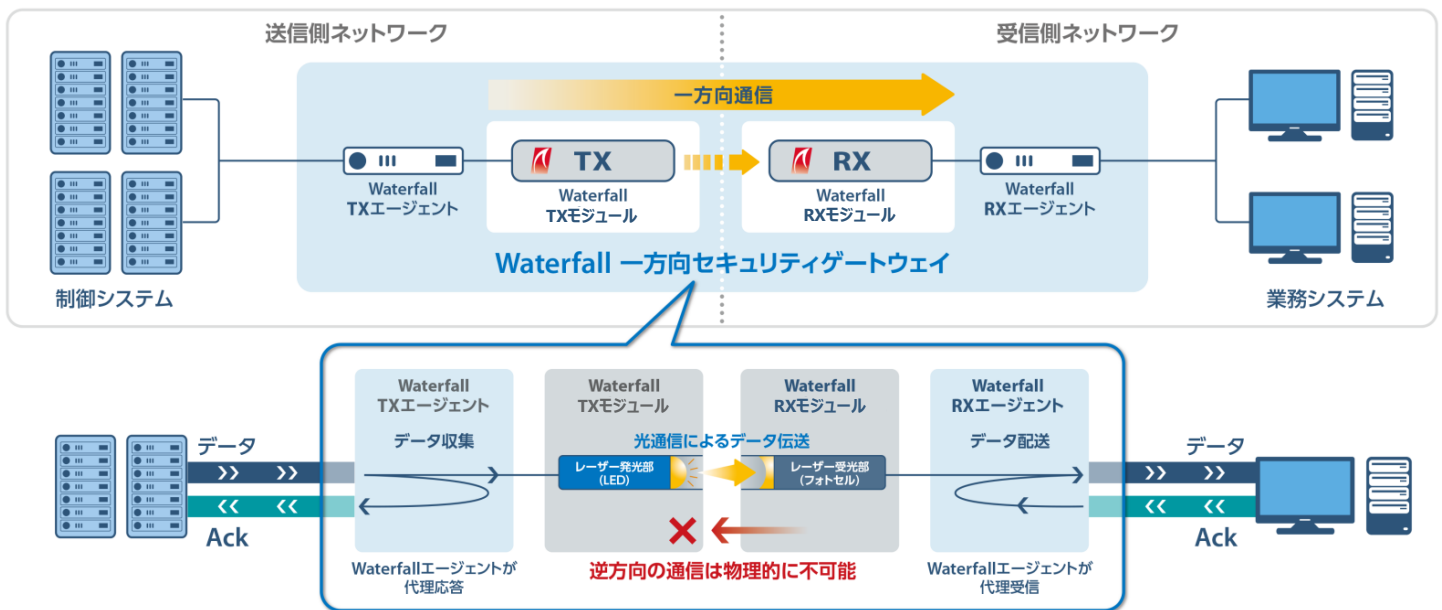 送信側ネットワーク
受信側ネットワーク
一方向通信
TX
RX
Waterfall
TXエージェント
Waterfall
TXモジュール
Waterfall
RXモジュール
Waterfall
RXエージェント
Waterfall 一方向セキュリティゲートウェイ
制御システム
業務システム
Waterfall
TXエージェント
Waterfall
TXモジュール
Waterfall
RXモジュール
Waterfall
RXエージェント
データ
データ収集
光通信によるデータ伝送
データ配送
データ
レーザー発光部
(LED)
レーザー受光部
(フォトセル)
Ack
Ack
逆方向の通信は物理的に不可能
Waterfallエージェントが
代理応答
Waterfallエージェントが
代理受信